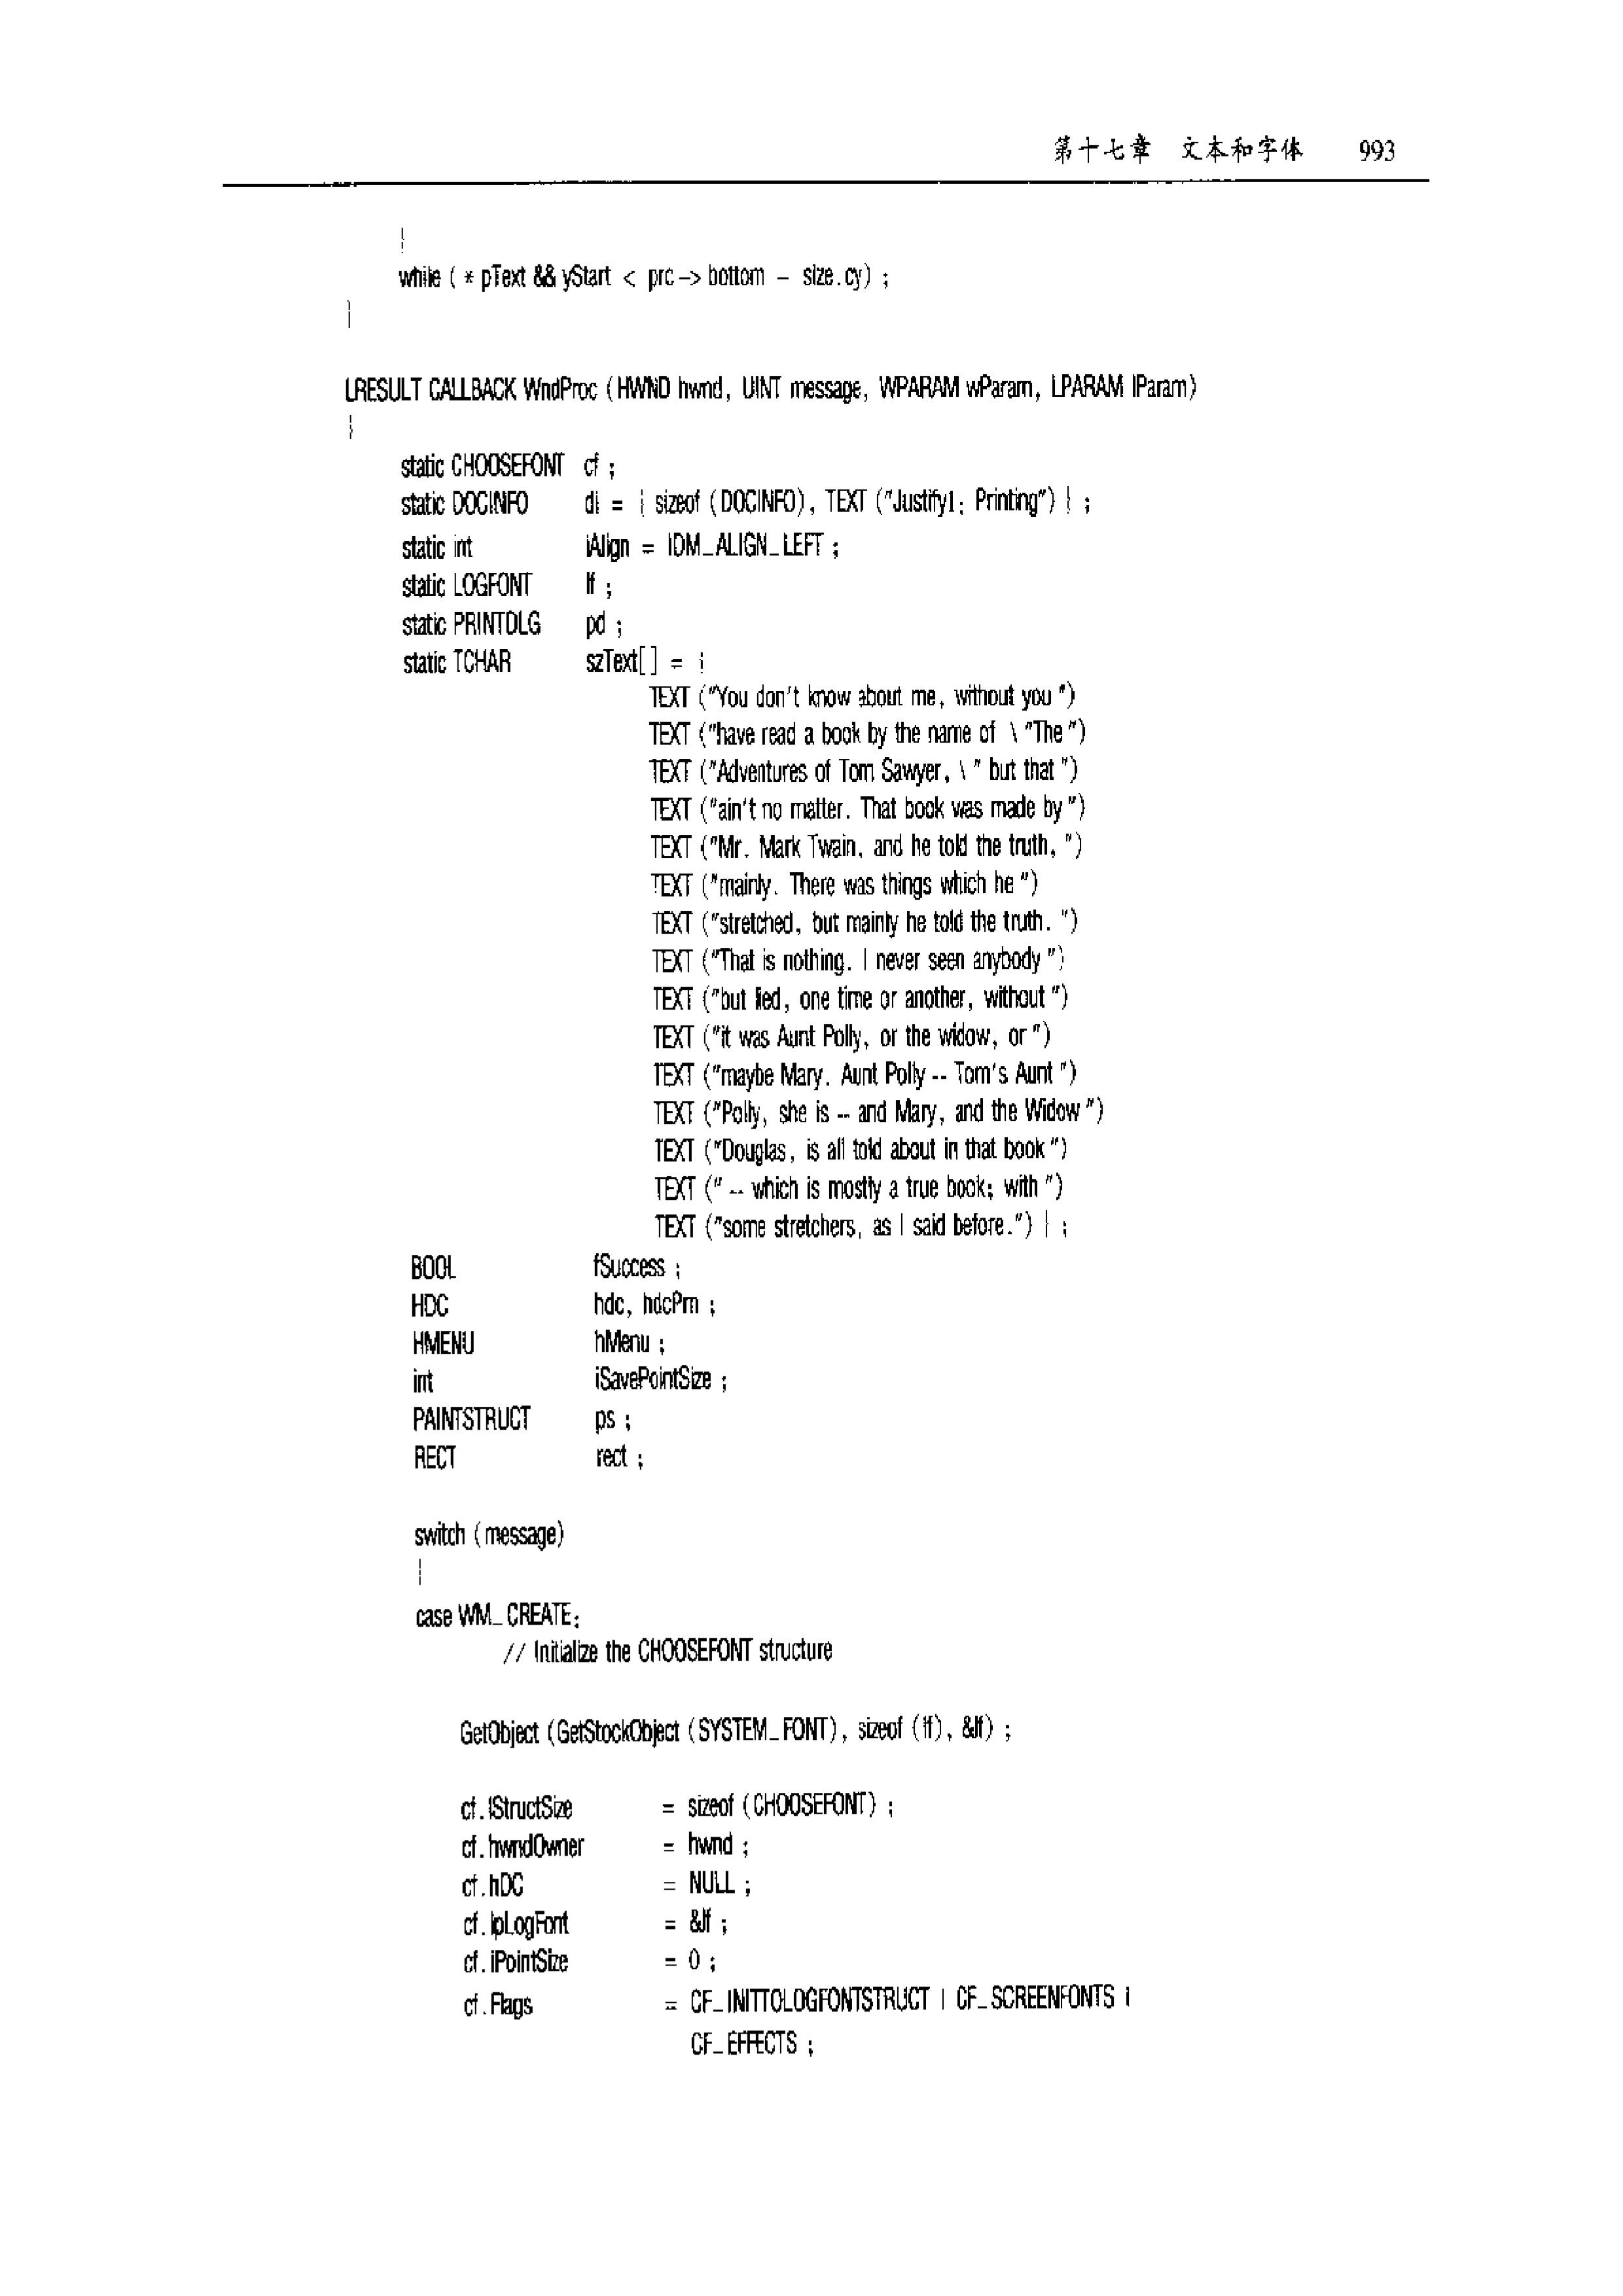 第十七章 文本和字体 993
}
while ( * pText && yStart < prc -> bottom - size.cy) ;
}
LRESULT CALLBACK WndProc (HWND hwnd, UINT message, WPARAM wParam, LPARAM lParam)
{
static CHOOSEFONT cf ;
static DOCINFO di = { sizeof (DOCINFO), TEXT ("Justify1: Printing") } ;
static int iAlign = IDM_ALIGN_LEFT ;
static LOGFONT lf ;
static PRINTDLG pd ;
static TCHAR szText[] = {
TEXT ("You don't know about me, without you ")
TEXT ("have read a book by the name of \ "The ")
TEXT ("Adventures of Tom Sawyer, \ " but that ")
TEXT ("ain't no matter. That book was made by ")
TEXT ("Mr. Mark Twain, and he told the truth, ")
TEXT ("mainly. There was things which he ")
TEXT ("stretched, but mainly he told the truth. ")
TEXT ("That is nothing. I never seen anybody ")
TEXT ("but lied, one time or another, without ")
TEXT ("it was Aunt Polly, or the widow, or ")
TEXT ("maybe Mary. Aunt Polly -- Tom's Aunt ")
TEXT ("Polly, she is -- and Mary, and the Widow ")
TEXT ("Douglas, is all told about in that book ")
TEXT (" -- which is mostly a true book; with ")
TEXT ("some stretchers, as I said before.") } ;
BOOL fSuccess ;
HDC hdc, hdcPrn ;
HMENU hMenu ;
int iSavePointSize ;
PAINTSTRUCT ps ;
RECT rect ;
switch (message)
{
case WM_CREATE:
// Initialize the CHOOSEFONT structure
GetObject (GetStockObject (SYSTEM_FONT), sizeof (lf), &lf) ;
cf.lStructSize = sizeof (CHOOSEFONT) ;
cf.hwndOwner = hwnd ;
cf.hDC = NULL ;
cf.lpLogFont = &lf ;
cf.iPointSize = 0 ;
cf.Flags = CF_INITTOLOGFONTSTRUCT | CF_SCREENFONTS |
CF_EFFECTS ;